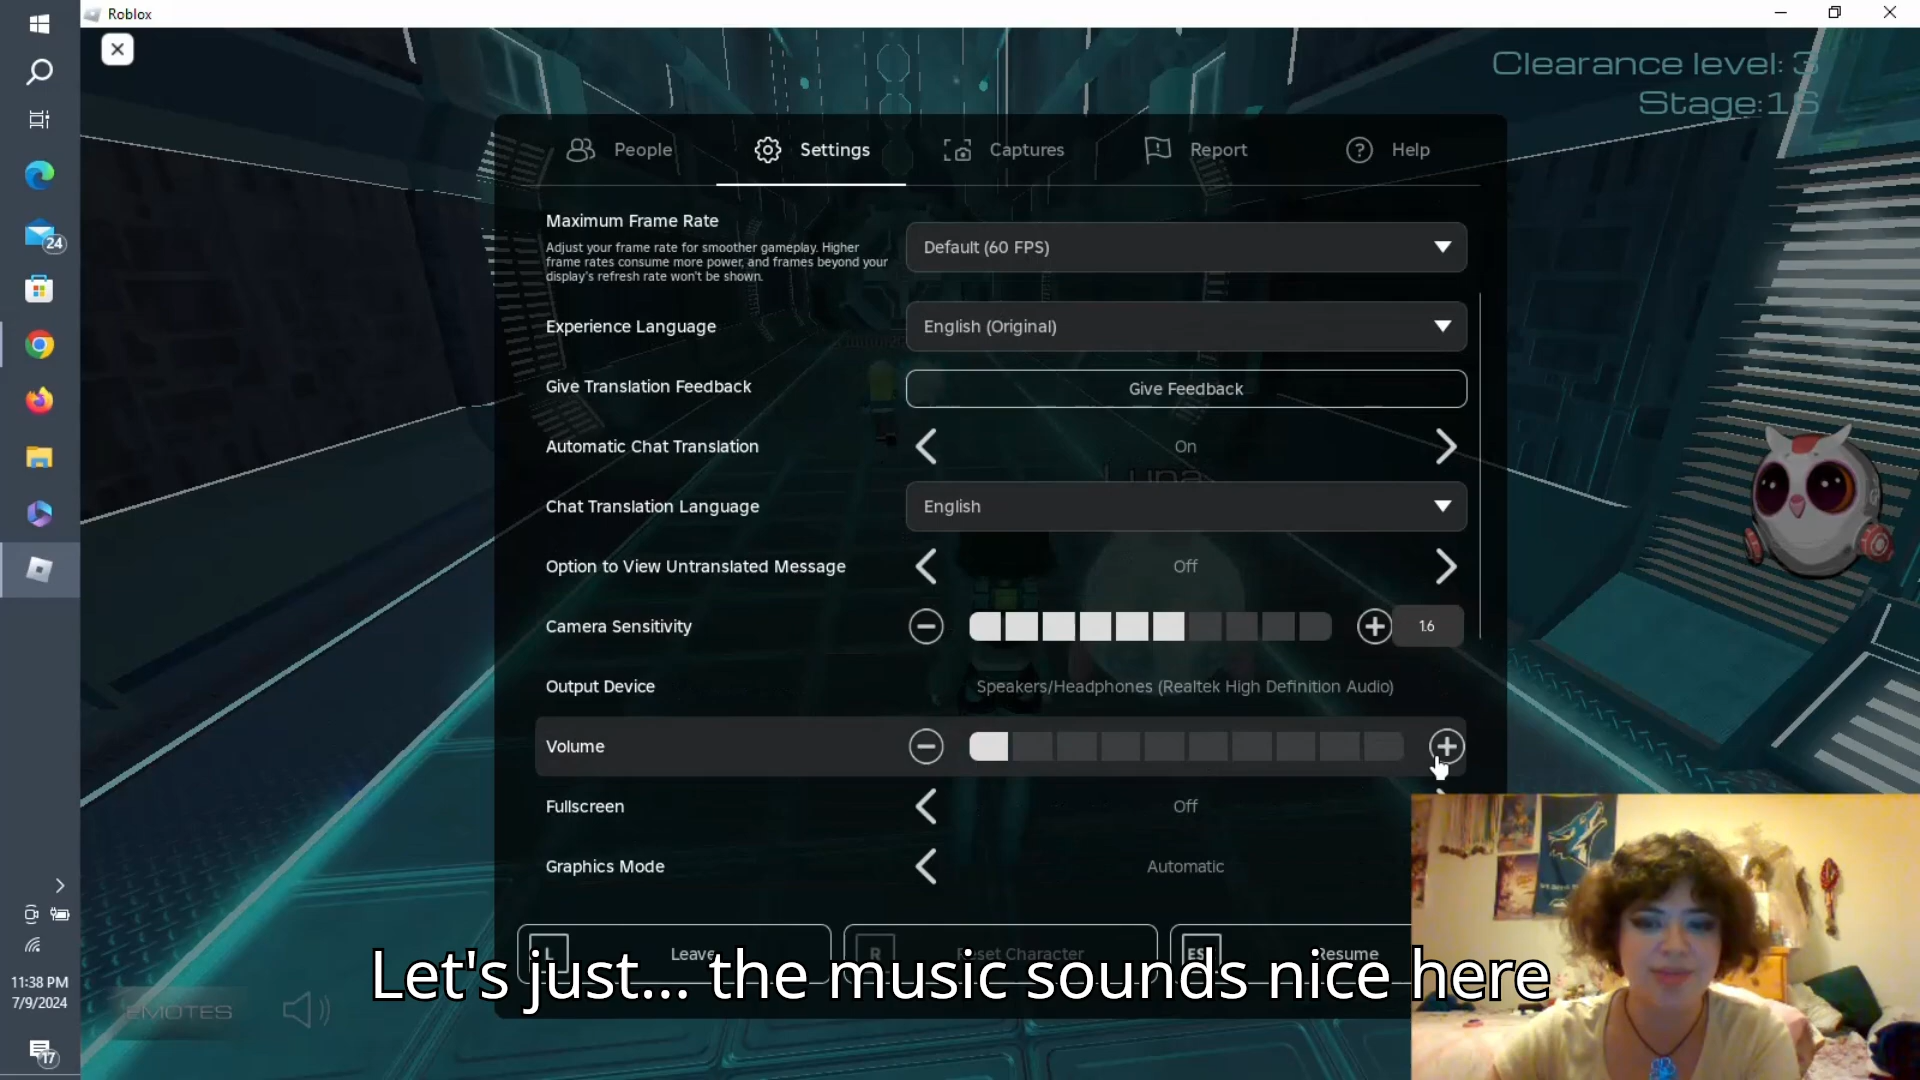 Roblox
Clearance level: 3
Stage:16
People
Settings
Captures
Report
Help
Maximum Frame Rate
Adjust your frame rate for smoother gameplay. Higher
frame rates consume more power, and frames beyond your
display's refresh rate won't be shown.
Default (60 FPS)
Experience Language
English (Original)
Give Translation Feedback
Give Feedback
Automatic Chat Translation
On
Luna
Chat Translation Language
English
Option to View Untranslated Message
Off
Camera Sensitivity
1.6
Output Device
Speakers/Headphones (Realtek High Definition Audio)
Volume
Fullscreen
Off
Graphics Mode
Automatic
L
Leave
R
Reset Character
ESC
Resume
Let's just... the music sounds nice here
EMOTES
24
11:38 PM
7/9/2024
17